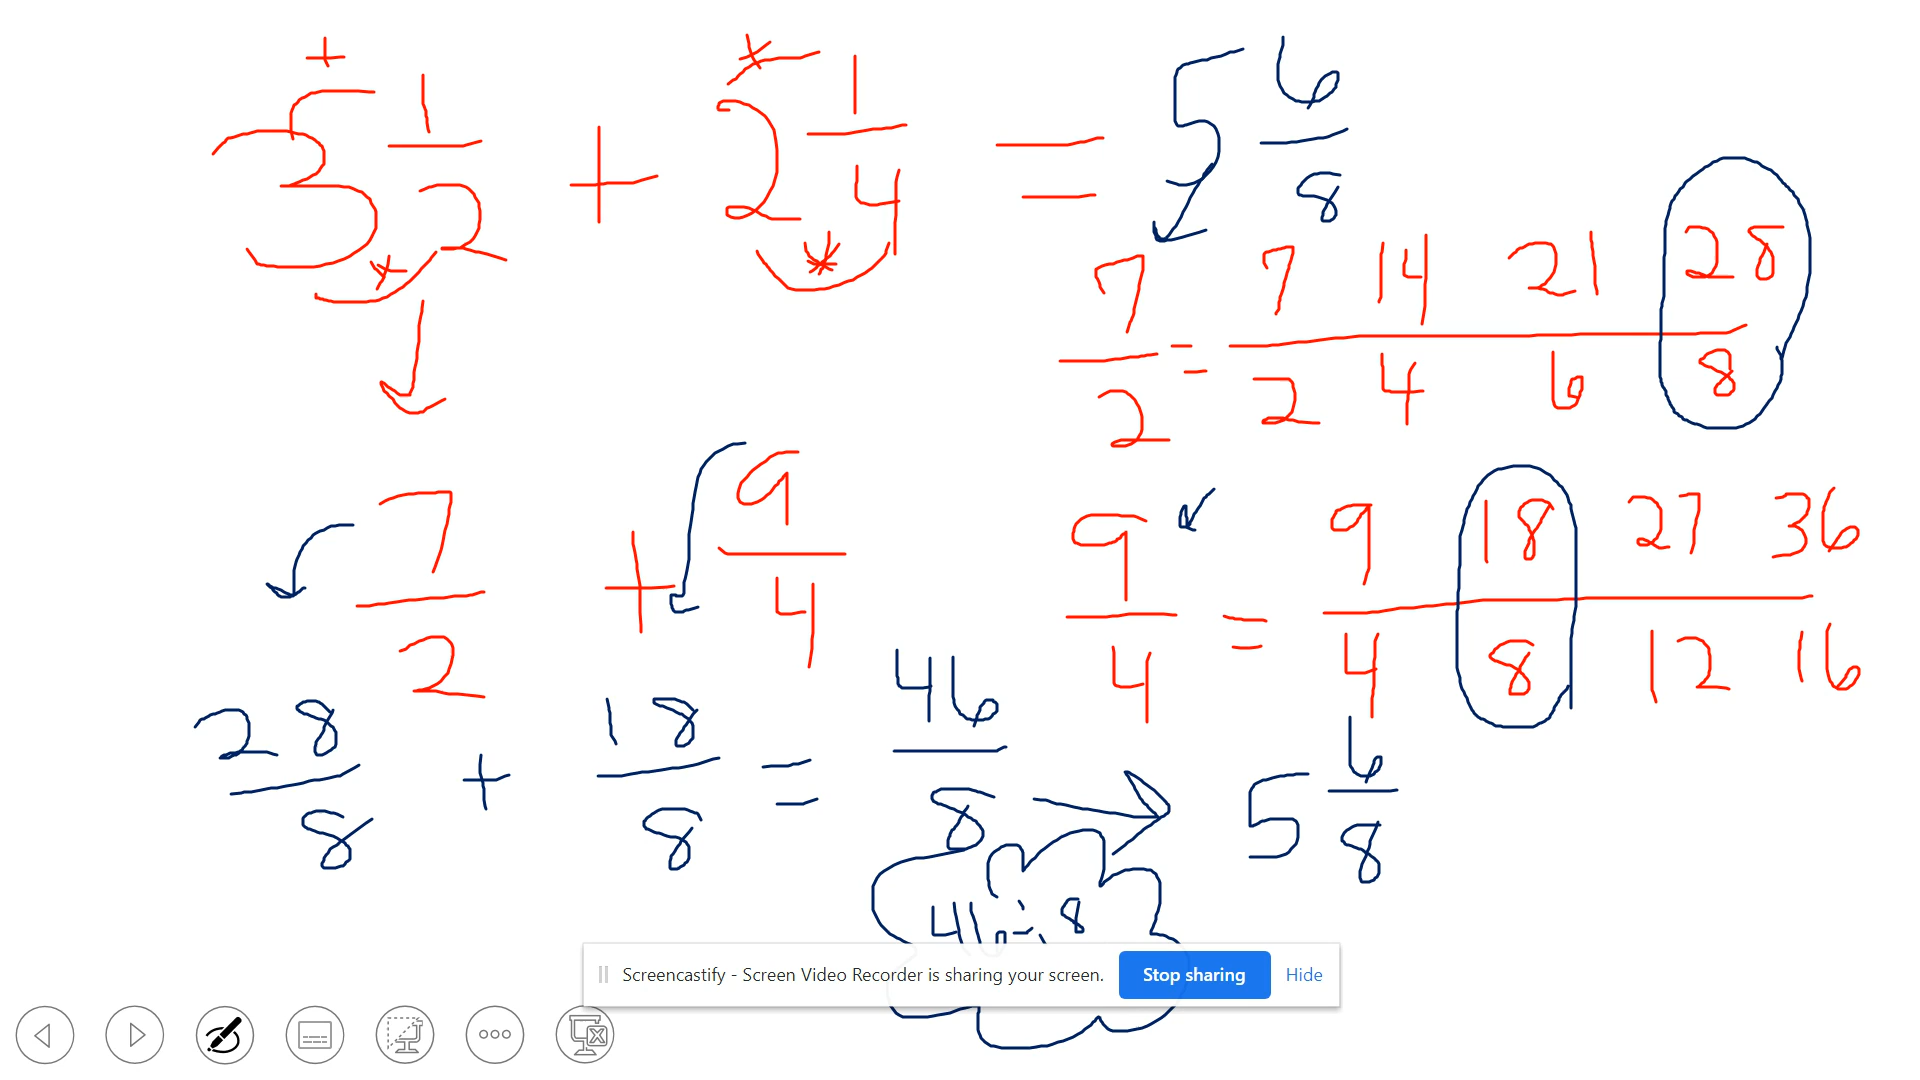 3 1/2 + 2 1/4 = 5 6/8
7/2 = 7/2 14/4 21/6 28/8
7/2 + 9/4
9/4 = 9/4 18/8 27/12 36/16
28/8 + 18/8 = 46/8 → 5 6/8
46 ÷ 8
Screencastify - Screen Video Recorder is sharing your screen. Stop sharing Hide